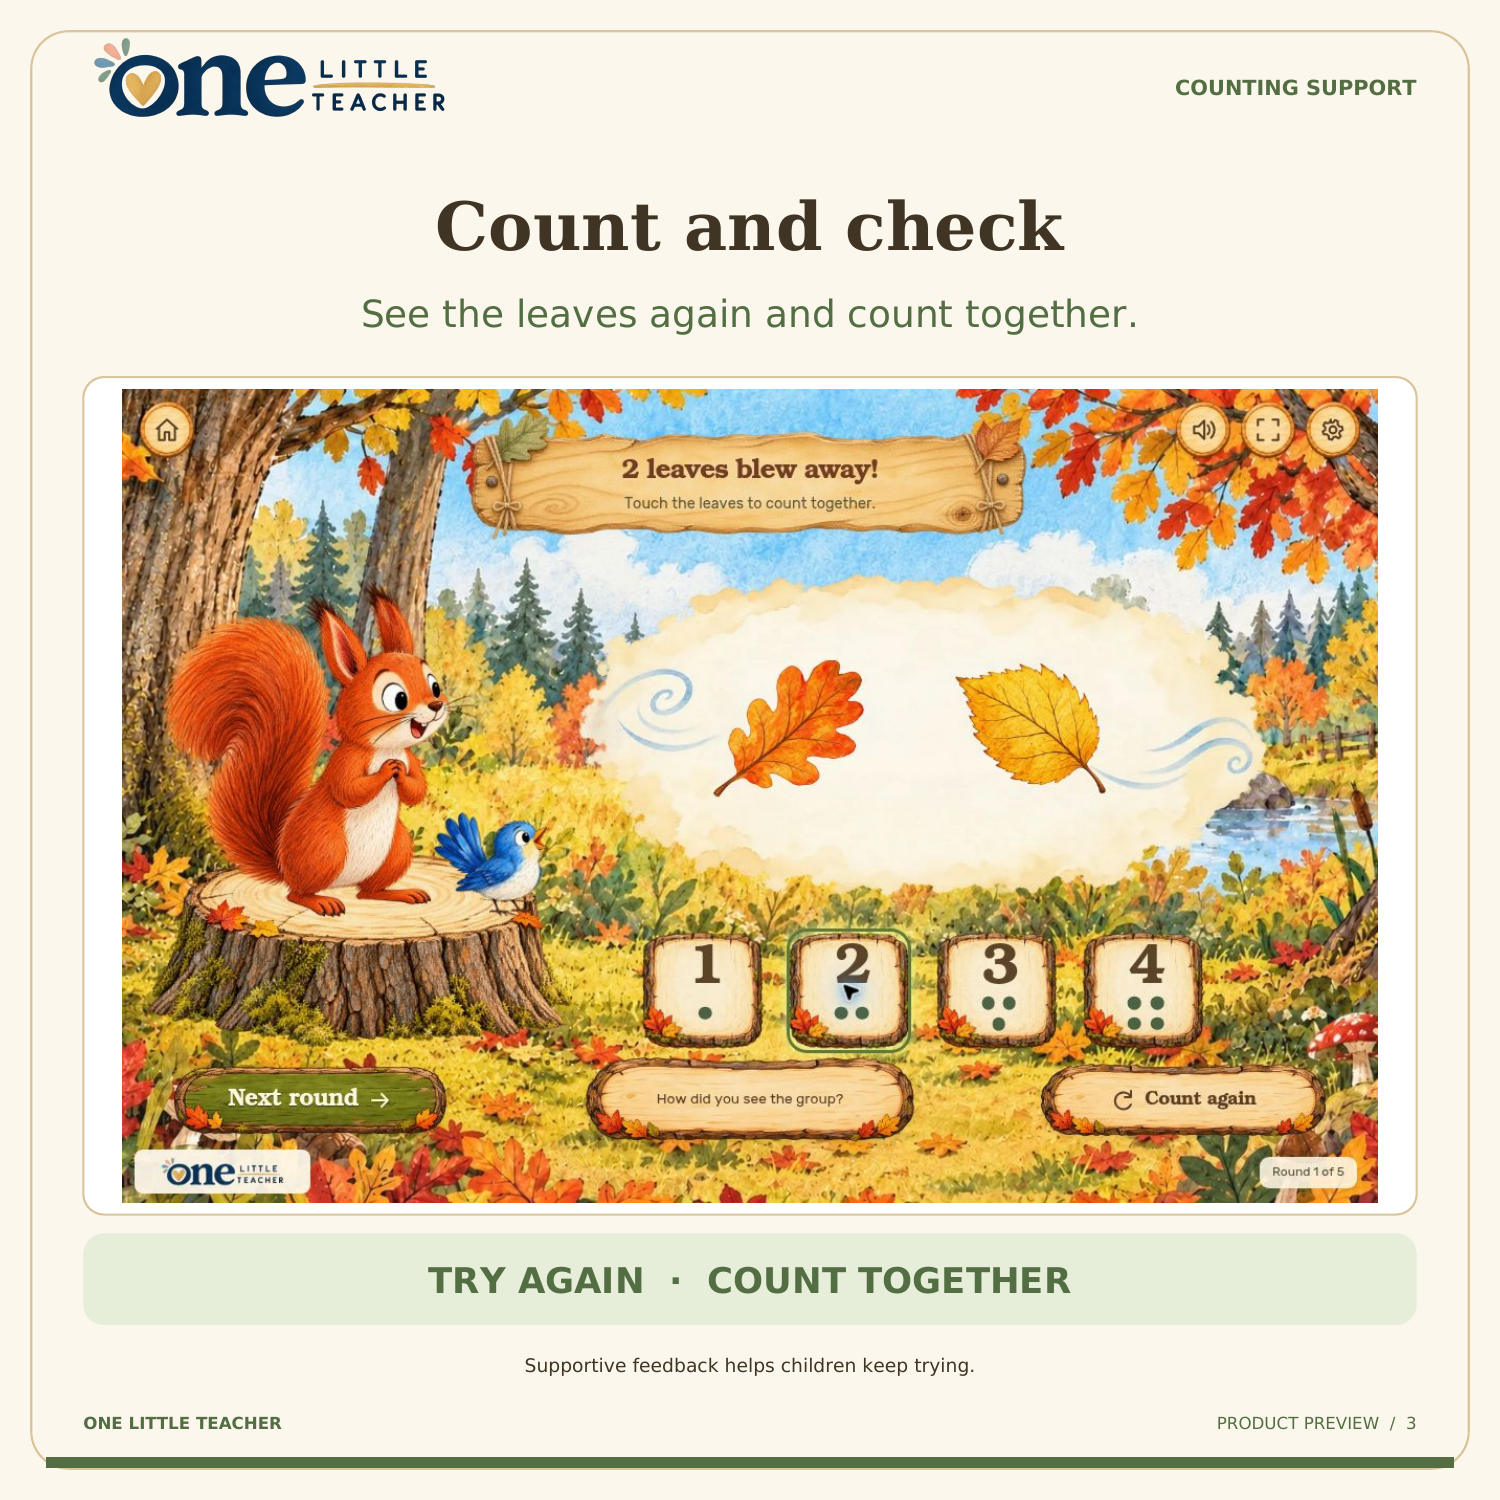 one LITTLE TEACHER
COUNTING SUPPORT
Count and check
See the leaves again and count together.
2 leaves blew away!
Touch the leaves to count together.
1 2 3 4
Next round →
How did you see the group?
Count again
one LITTLE TEACHER
Round 1 of 5
TRY AGAIN · COUNT TOGETHER
Supportive feedback helps children keep trying.
ONE LITTLE TEACHER
PRODUCT PREVIEW / 3